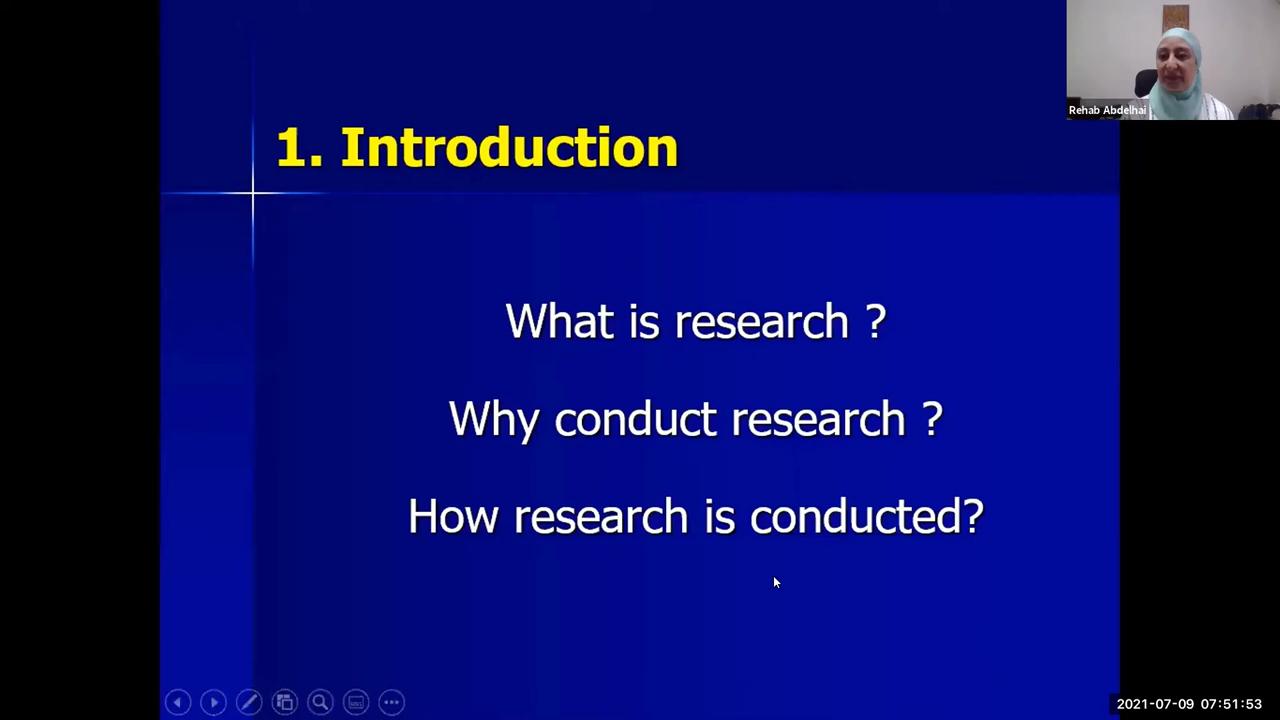 Rehab Abdelhai
1. Introduction
What is research ?
Why conduct research ?
How research is conducted?
2021-07-09 07:51:53